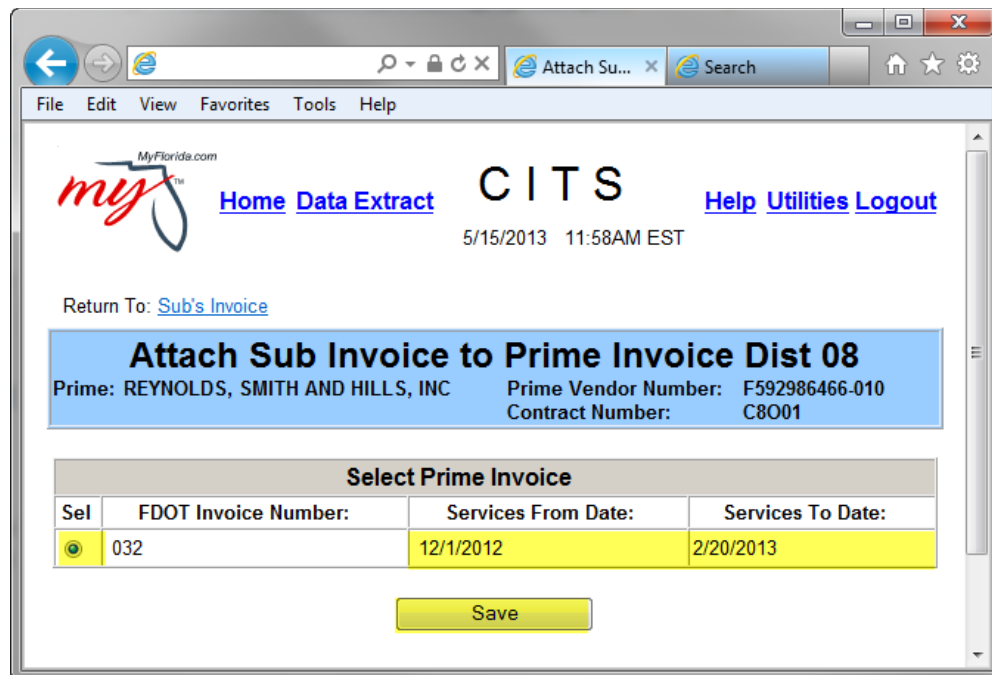 Attach Su... Search
File Edit View Favorites Tools Help
MyFlorida.com
my TM
Home Data Extract CITS Help Utilities Logout
5/15/2013 11:58AM EST
Return To: Sub's Invoice
Attach Sub Invoice to Prime Invoice Dist 08
Prime: REYNOLDS, SMITH AND HILLS, INC Prime Vendor Number: F592986466-010
Contract Number: C8O01
Select Prime Invoice
Sel FDOT Invoice Number: Services From Date: Services To Date:
032 12/1/2012 2/20/2013
Save